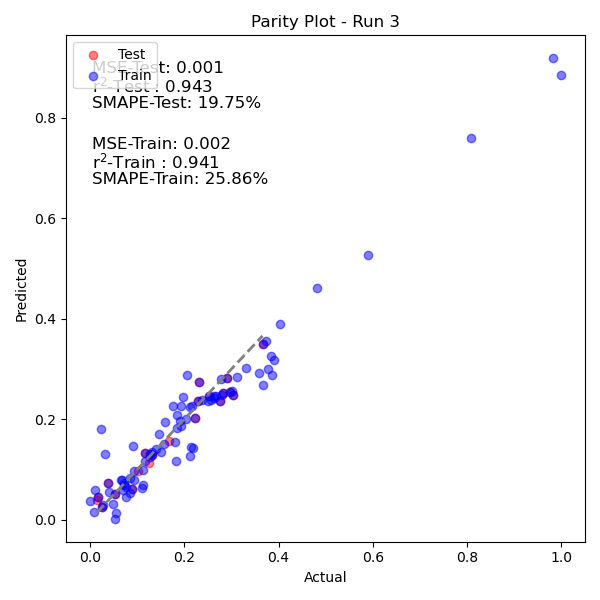 Parity Plot - Run 3
Test
Train
MSE-Test: 0.001
r²-Test : 0.943
SMAPE-Test: 19.75%
MSE-Train: 0.002
r²-Train : 0.941
SMAPE-Train: 25.86%
Predicted
0.8
0.6
0.4
0.2
0.0
0.0 0.2 0.4 0.6 0.8 1.0
Actual